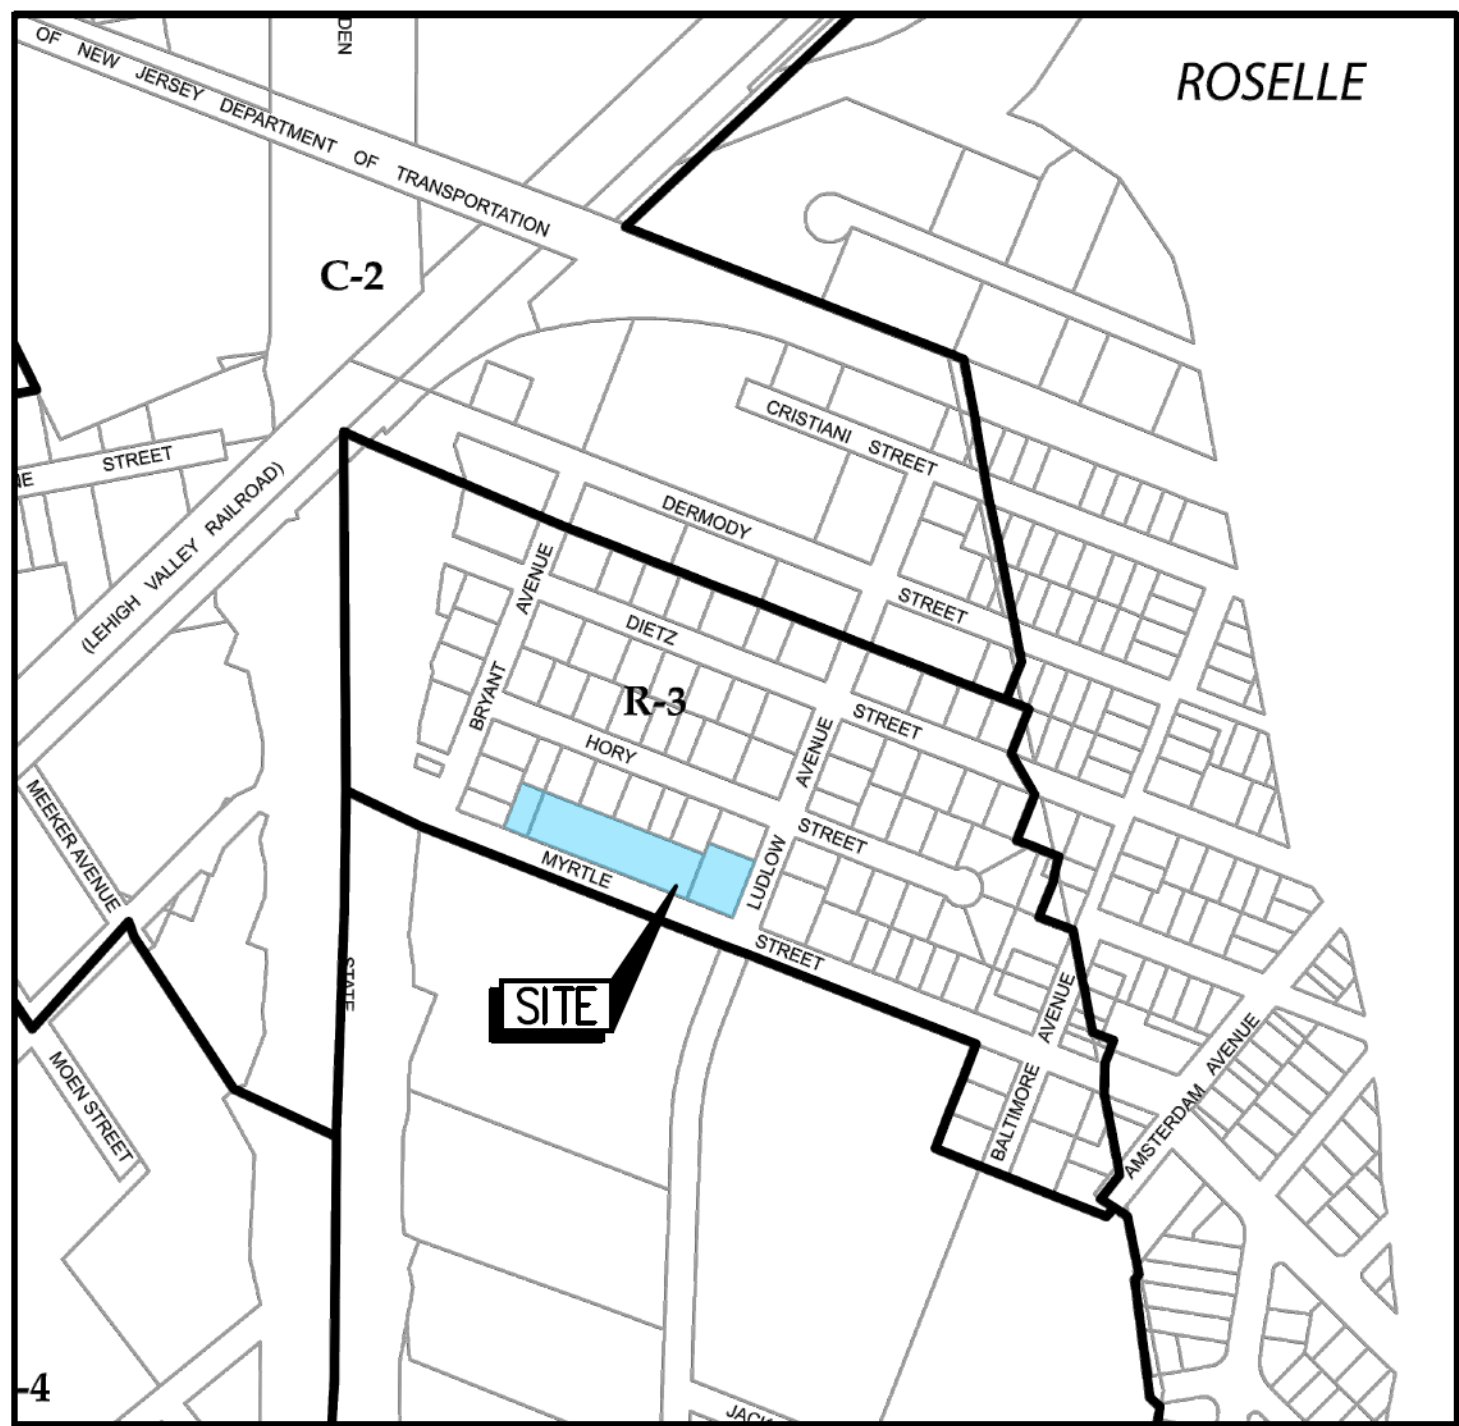 ROSELLE
DEN
OF NEW JERSEY DEPARTMENT OF TRANSPORTATION
C-2
CRISTIANI STREET
STREET
(LEHIGH VALLEY RAILROAD)
DERMODY STREET
BRYANT AVENUE
DIETZ STREET
R-3
HORY STREET
LUDLOW AVENUE
MEEKER AVENUE
MYRTLE STREET
SITE
STATE
BALTIMORE AVENUE
AMSTERDAM AVENUE
MOEN STREET
-4
JACK